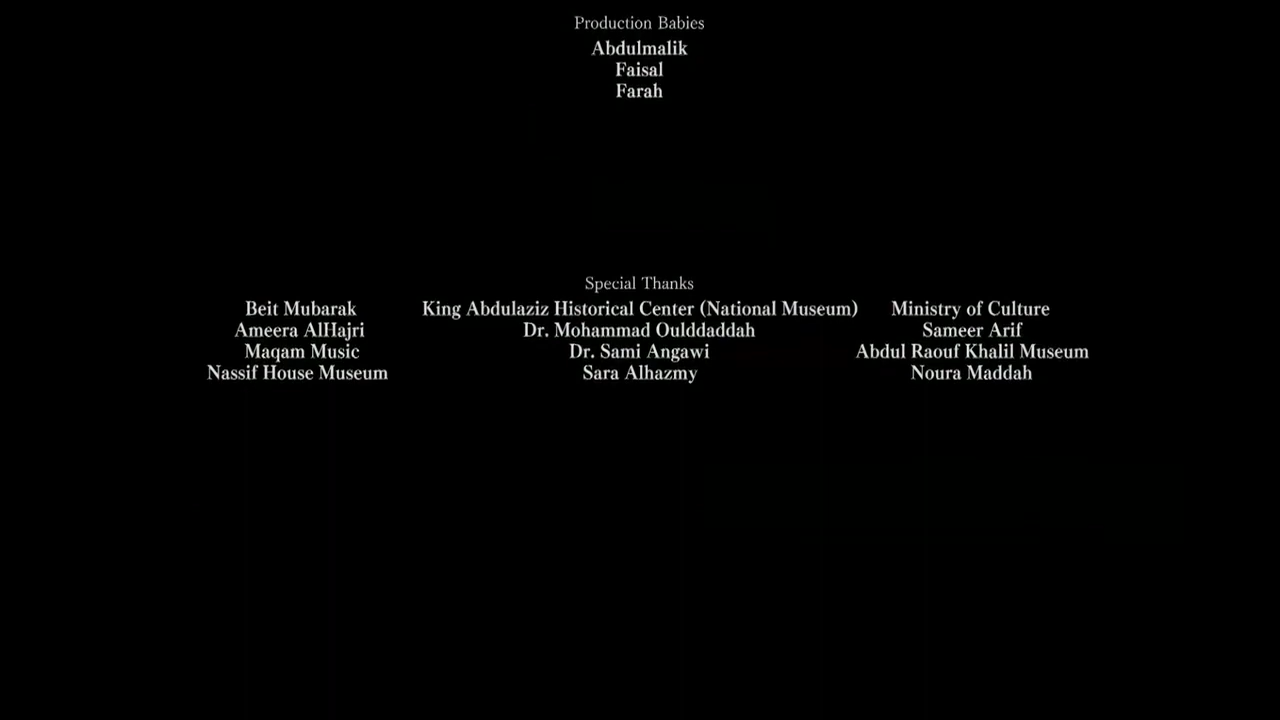 Production Babies
Abdulmalik
Faisal
Farah
Special Thanks
Beit Mubarak King Abdulaziz Historical Center (National Museum) Ministry of Culture
Ameera AlHajri Dr. Mohammad Oulddaddah Sameer Arif
Maqam Music Dr. Sami Angawi Abdul Raouf Khalil Museum
Nassif House Museum Sara Alhazmy Noura Maddah